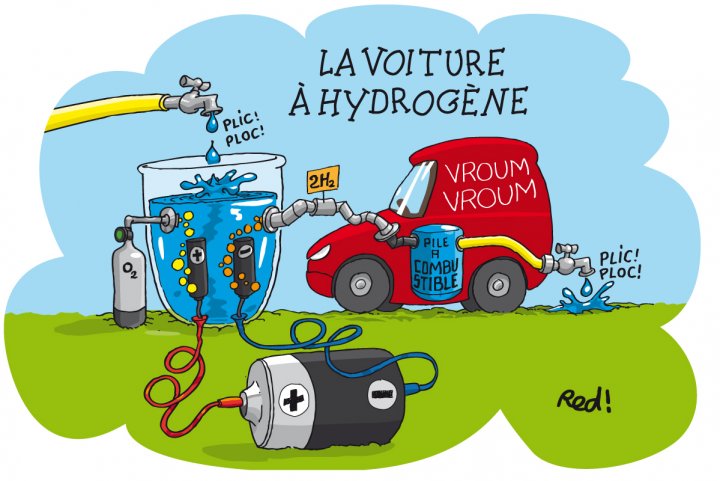 LA VOITURE
À HYDROGÈNE
PLIC!
PLOC!
2H₂
VROUM
VROUM
O₂
+
−
PILE
À
COMBU
STIBLE
PLIC!
PLOC!
+
−
Red!